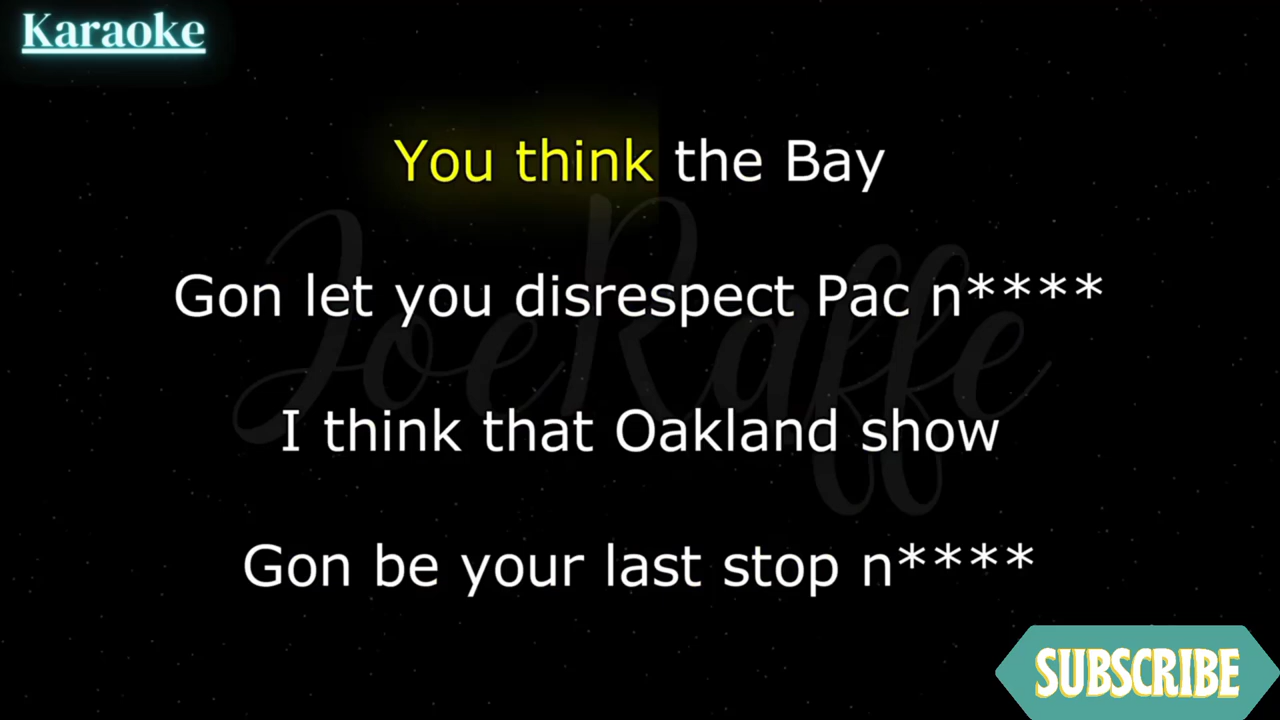 Karaoke
You think the Bay
Gon let you disrespect Pac n****
JoeRaffe
I think that Oakland show
Gon be your last stop n****
SUBSCRIBE